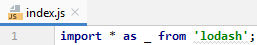 index.js
1 import * as _ from 'lodash';